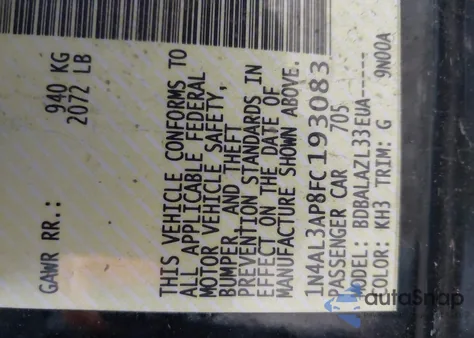 GAWR RR.: 940 KG
2072 LB
THIS VEHICLE CONFORMS TO
ALL APPLICABLE FEDERAL
MOTOR VEHICLE SAFETY,
BUMPER, AND THEFT
PREVENTION STANDARDS IN
EFFECT ON THE DATE OF
MANUFACTURE SHOWN ABOVE.
1N4AL3AP8FC193083
PASSENGER CAR 705
MODEL: BDBALAZL33EUA-----
COLOR: KH3 TRIM: G 9N00A
autoSnap